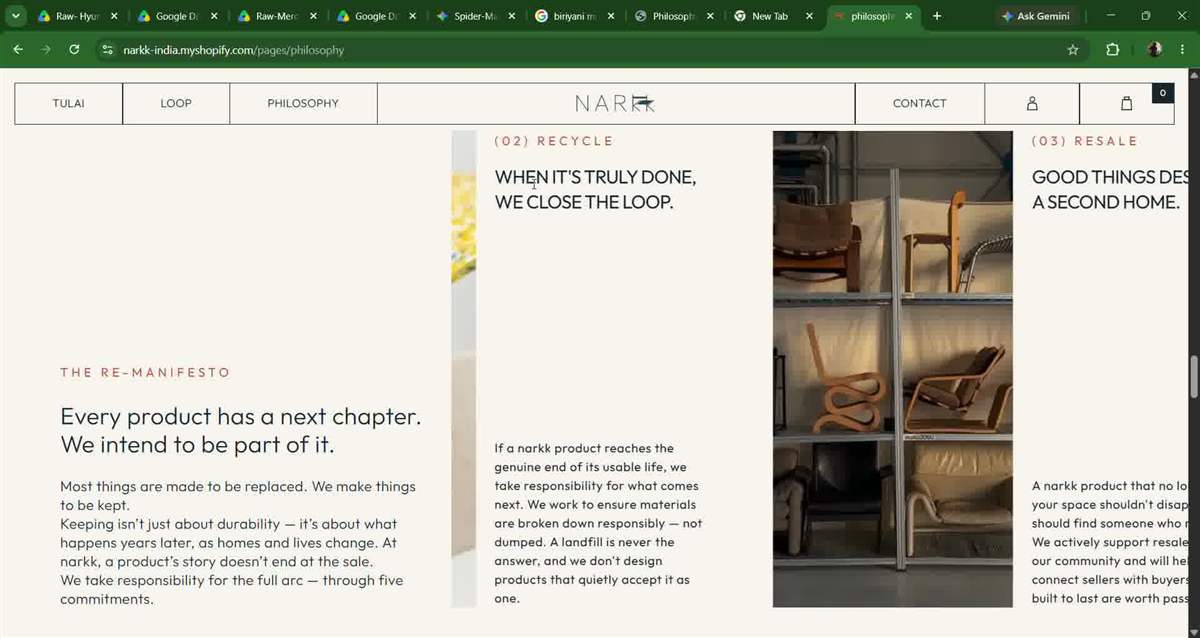 Raw- Hyu
Google D
Raw-Merc
Google D
Spider-Ma
biriyani m
Philosoph
New Tab
philosoph
Ask Gemini
narkk-india.myshopify.com/pages/philosophy
TULAI
LOOP
PHILOSOPHY
NARKK
CONTACT
0
THE RE-MANIFESTO
Every product has a next chapter.
We intend to be part of it.
Most things are made to be replaced. We make things
to be kept.
Keeping isn't just about durability — it's about what
happens years later, as homes and lives change. At
narkk, a product's story doesn't end at the sale.
We take responsibility for the full arc — through five
commitments.
(02) RECYCLE
WHEN IT'S TRULY DONE,
WE CLOSE THE LOOP.
If a narkk product reaches the
genuine end of its usable life, we
take responsibility for what comes
next. We work to ensure materials
are broken down responsibly — not
dumped. A landfill is never the
answer, and we don't design
products that quietly accept it as
one.
(03) RESALE
GOOD THINGS DES
A SECOND HOME.
A narkk product that no lo
your space shouldn't disap
should find someone who
We actively support resale
our community and will hel
connect sellers with buyers
built to last are worth pass